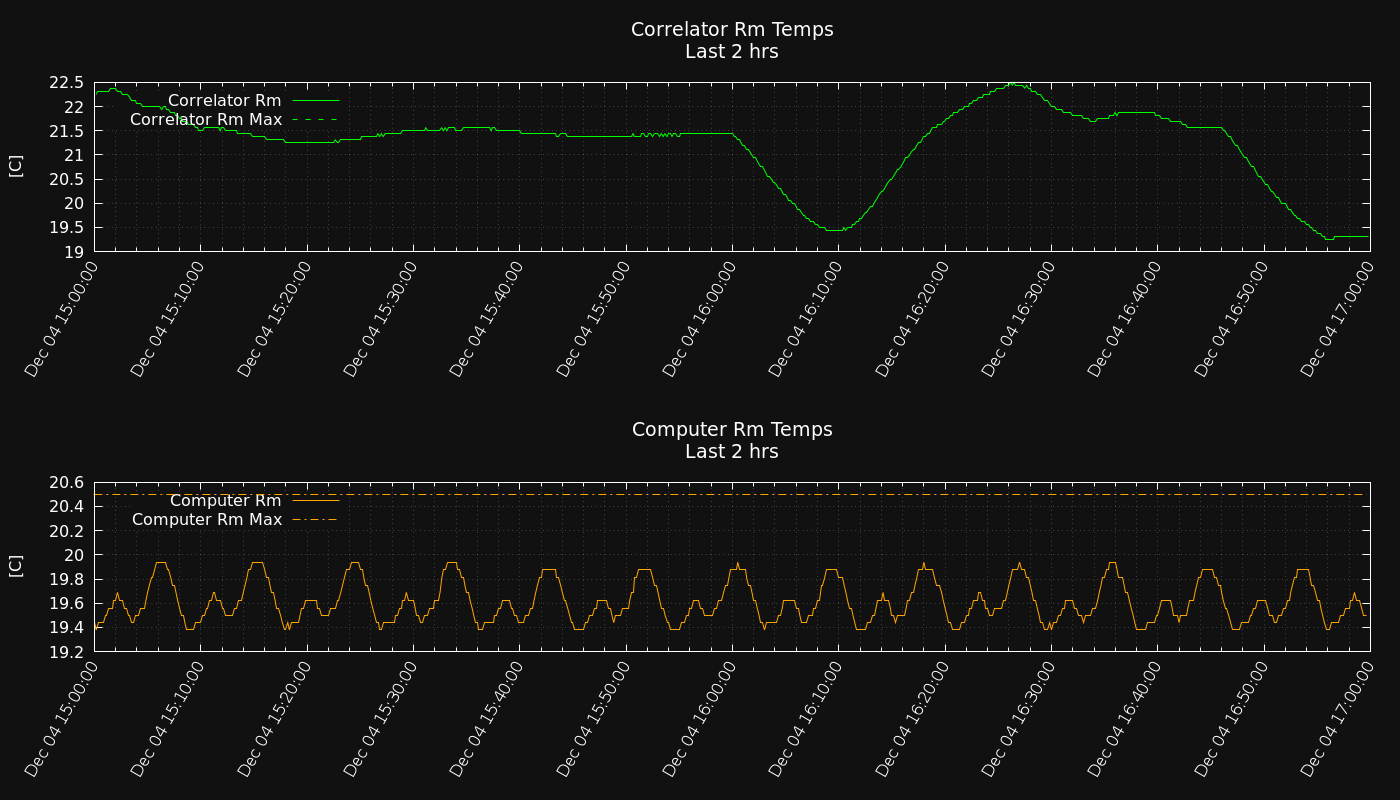 Correlator Rm Temps
Last 2 hrs
22.5
22
21.5
21
20.5
20
19.5
19
[C]
Correlator Rm
Correlator Rm Max
Dec 04 15:00:00
Dec 04 15:10:00
Dec 04 15:20:00
Dec 04 15:30:00
Dec 04 15:40:00
Dec 04 15:50:00
Dec 04 16:00:00
Dec 04 16:10:00
Dec 04 16:20:00
Dec 04 16:30:00
Dec 04 16:40:00
Dec 04 16:50:00
Dec 04 17:00:00
Computer Rm Temps
Last 2 hrs
20.6
20.4
20.2
20
19.8
19.6
19.4
19.2
[C]
Computer Rm
Computer Rm Max
Dec 04 15:00:00
Dec 04 15:10:00
Dec 04 15:20:00
Dec 04 15:30:00
Dec 04 15:40:00
Dec 04 15:50:00
Dec 04 16:00:00
Dec 04 16:10:00
Dec 04 16:20:00
Dec 04 16:30:00
Dec 04 16:40:00
Dec 04 16:50:00
Dec 04 17:00:00